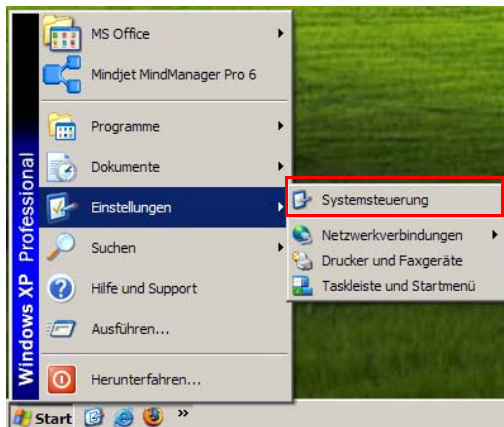 MS Office
Mindjet MindManager Pro 6
Programme
Dokumente
Einstellungen
Suchen
Hilfe und Support
Ausführen...
Herunterfahren...
Windows XP Professional
Systemsteuerung
Netzwerkverbindungen
Drucker und Faxgeräte
Taskleiste und Startmenü
Start